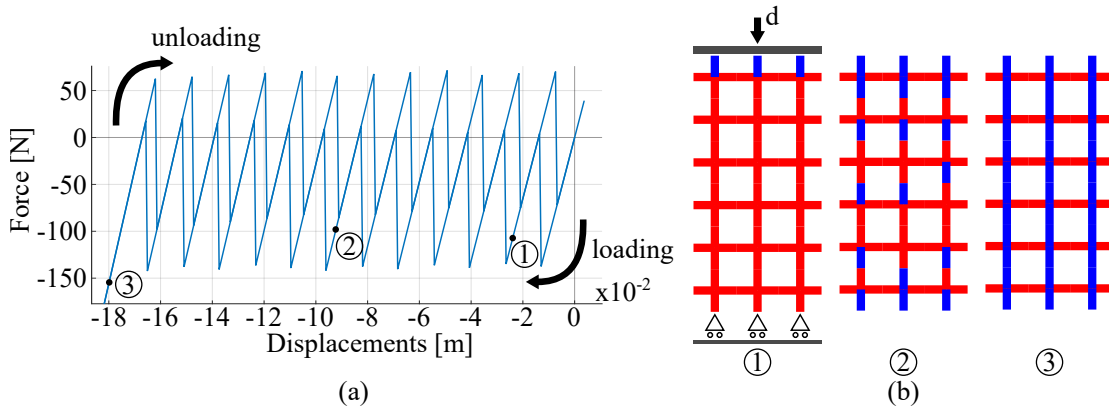 unloading
50
0
-50
-100
-150
Force [N]
①
②
③
loading
x10-2
-18 -16 -14 -12 -10 -8 -6 -4 -2 0
Displacements [m]
(a)
d
① ② ③
(b)